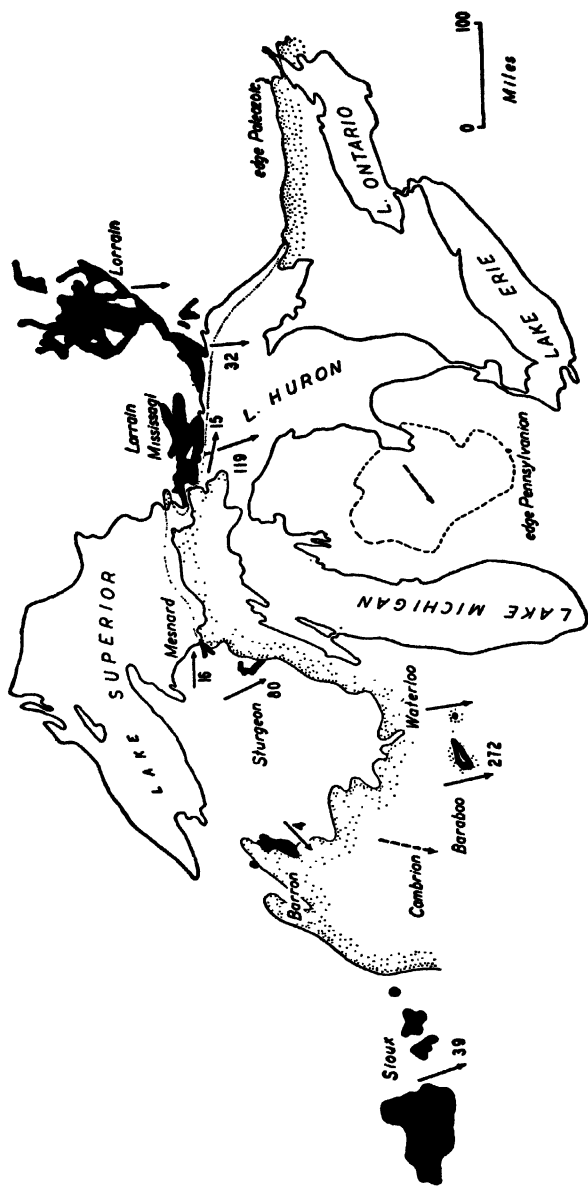 LAKE SUPERIOR
Mesnard
16
Sturgeon
80
Lorrain
Mississagi
15
119
Lorrain
32
L. HURON
edge Paleozoic
L. ONTARIO
LAKE ERIE
0 100
Miles
edge Pennsylvanian
LAKE MICHIGAN
Waterloo
272
Baraboo
Cambrian
Barron
4
Sioux
39